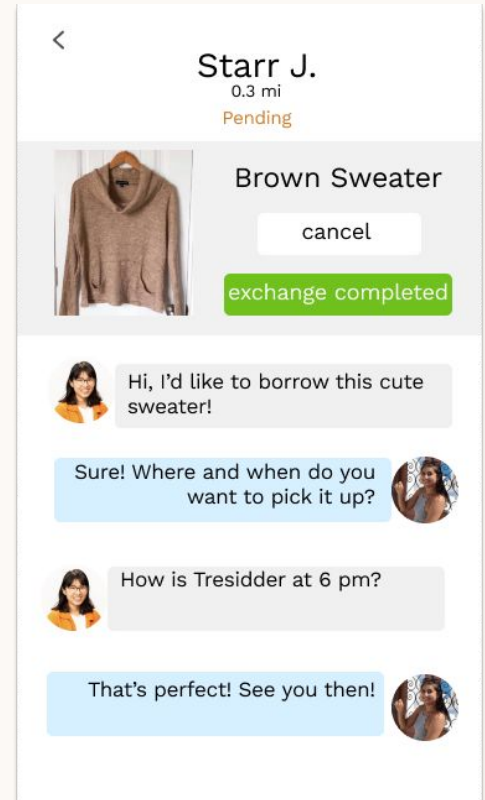 Starr J.
0.3 mi
Pending
Brown Sweater
cancel
exchange completed
Hi, I’d like to borrow this cute
sweater!
Sure! Where and when do you
want to pick it up?
How is Tresidder at 6 pm?
That’s perfect! See you then!